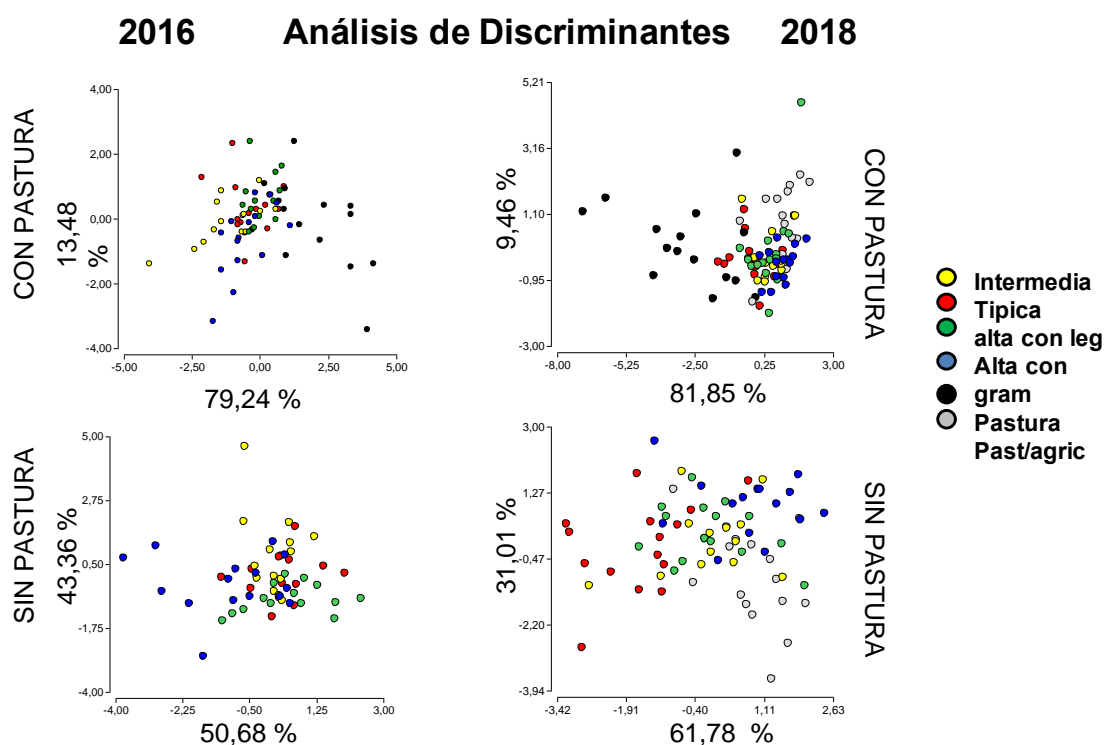 2016 Análisis de Discriminantes 2018
CON PASTURA
13,48
%
4,00
2,00
0,00
-2,00
-4,00
-5,00 -2,50 0,00 2,50 5,00
79,24 %
9,46 %
5,21
3,16
1,10
-0,95
-3,00
-8,00 -5,25 -2,50 0,25 3,00
81,85 %
CON PASTURA
SIN PASTURA
43,36 %
5,00
2,75
0,50
-1,75
-4,00
-4,00 -2,25 -0,50 1,25 3,00
50,68 %
31,01 %
3,00
1,27
-0,47
-2,20
-3,94
-3,42 -1,91 -0,40 1,11 2,63
61,78 %
SIN PASTURA
Intermedia
Tipica
alta con leg
Alta con
gram
Pastura
Past/agric